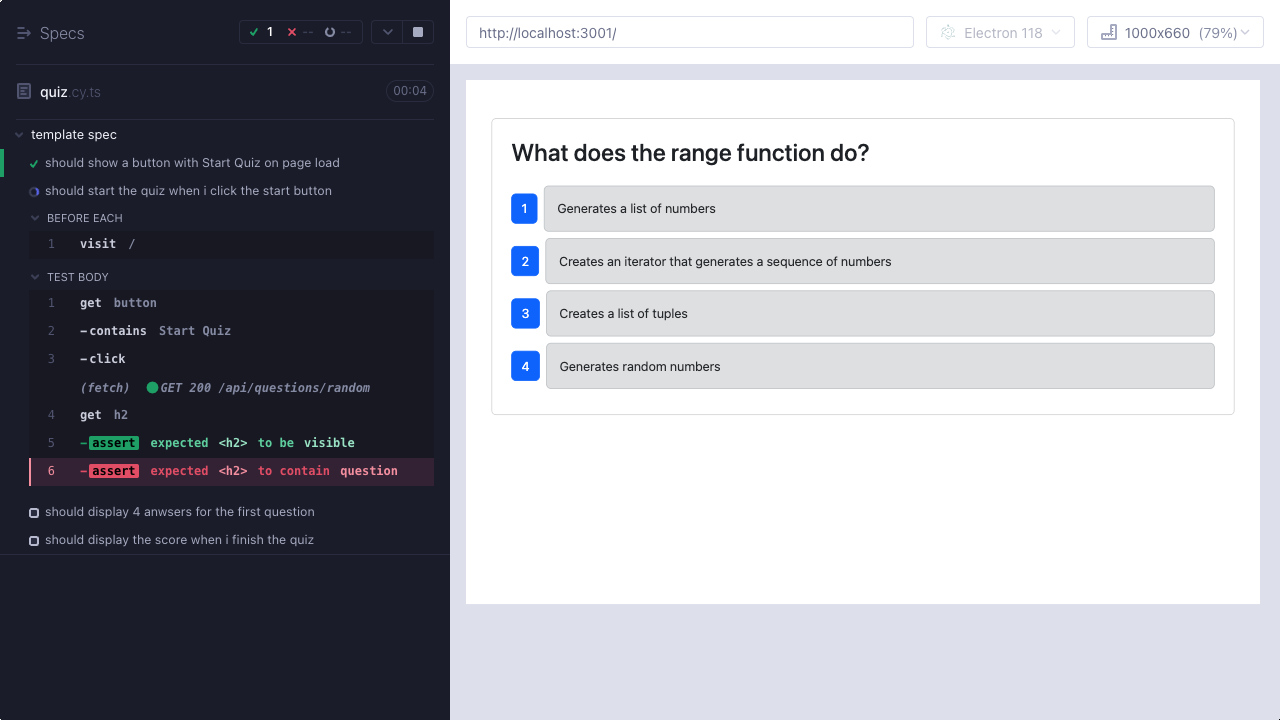 Specs
1 -- --
quiz.cy.ts
00:04
template spec
should show a button with Start Quiz on page load
should start the quiz when i click the start button
BEFORE EACH
1 visit /
TEST BODY
1 get button
2 -contains Start Quiz
3 -click
(fetch) GET 200 /api/questions/random
4 get h2
5 -assert expected <h2> to be visible
6 -assert expected <h2> to contain question
should display 4 anwsers for the first question
should display the score when i finish the quiz
http://localhost:3001/
Electron 118
1000x660 (79%)
What does the range function do?
1 Generates a list of numbers
2 Creates an iterator that generates a sequence of numbers
3 Creates a list of tuples
4 Generates random numbers